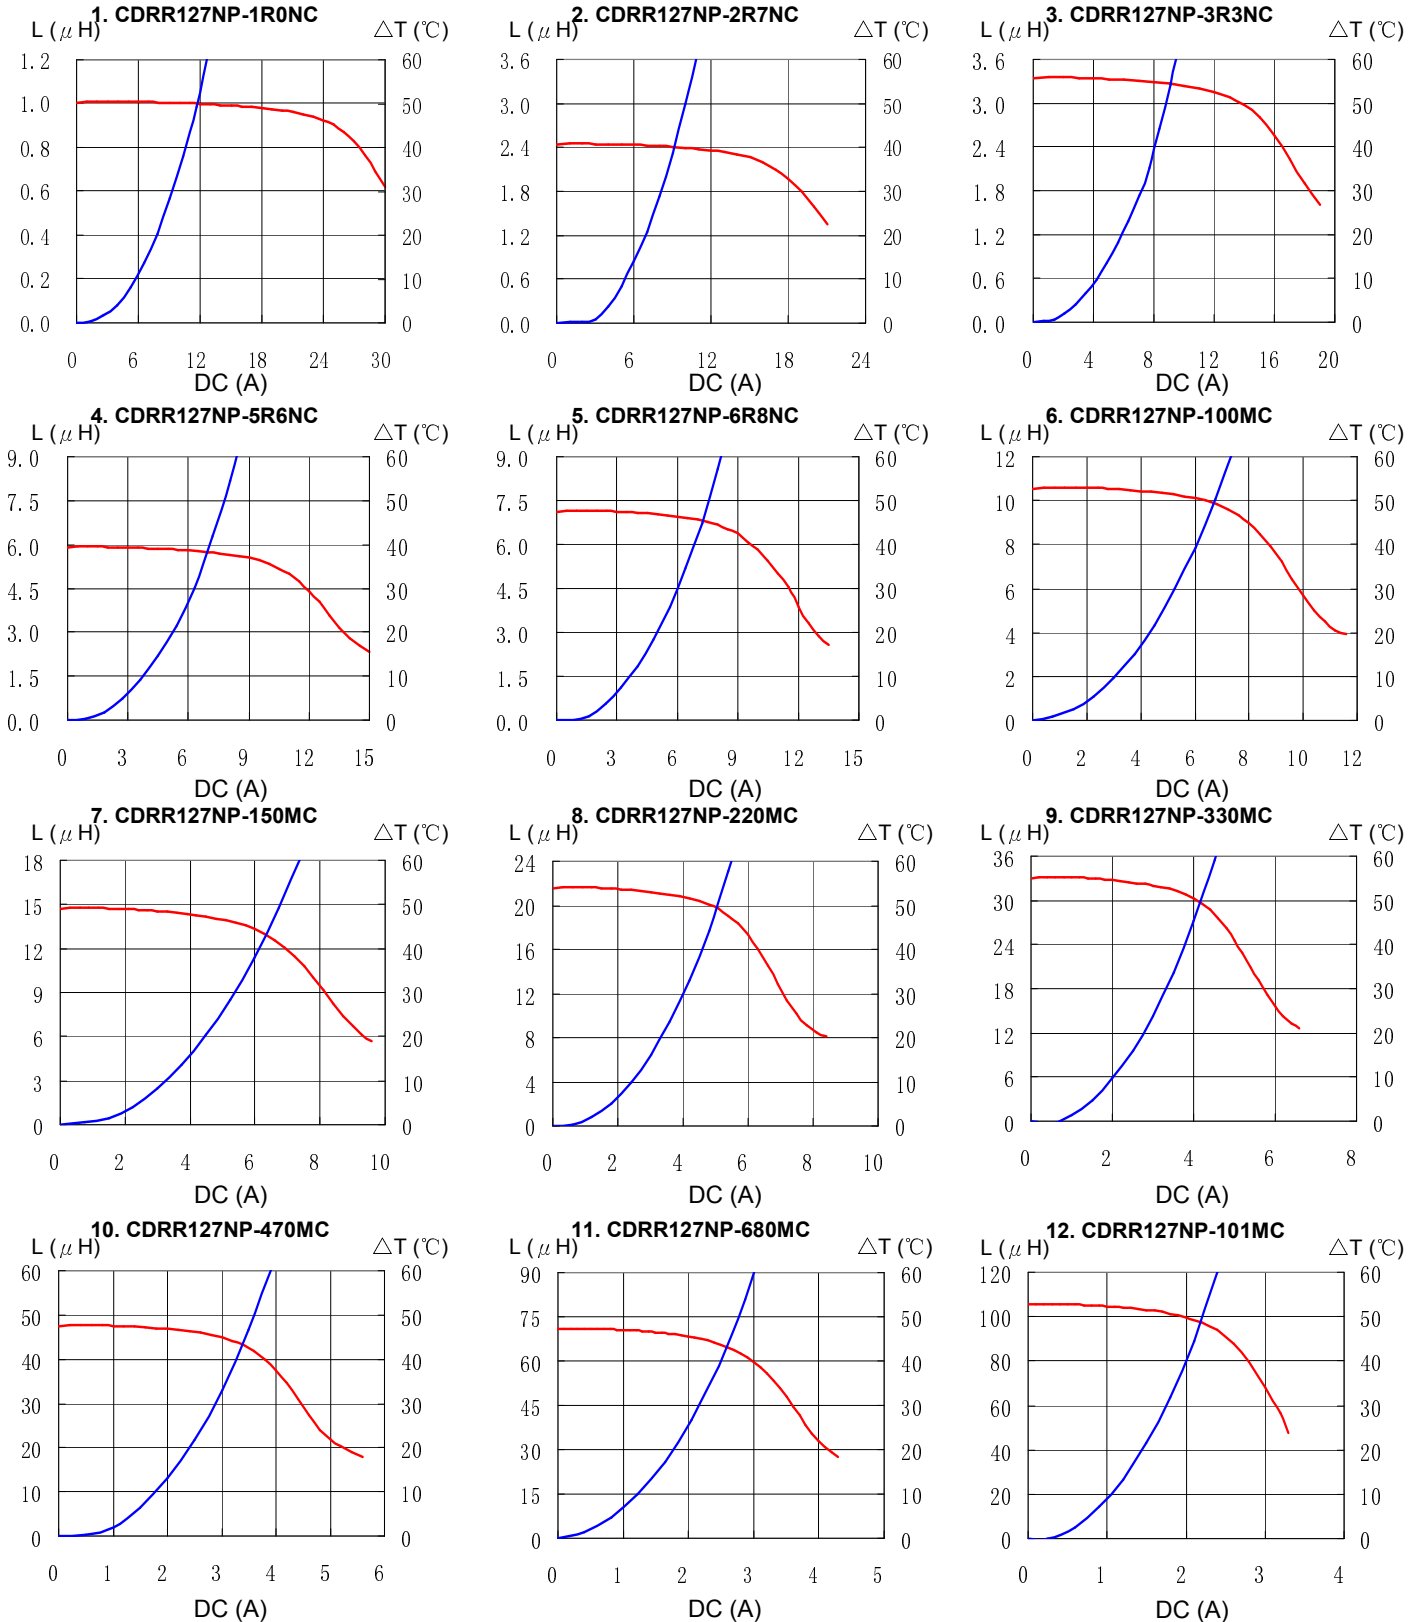 1. CDRR127NP-1R0NC
L (μH) △T (℃)
1.2 60
1.0 50
0.8 40
0.6 30
0.4 20
0.2 10
0.0 0
0 6 12 18 24 30
DC (A)
2. CDRR127NP-2R7NC
L (μH) △T (℃)
3.6 60
3.0 50
2.4 40
1.8 30
1.2 20
0.6 10
0.0 0
0 6 12 18 24
DC (A)
3. CDRR127NP-3R3NC
L (μH) △T (℃)
3.6 60
3.0 50
2.4 40
1.8 30
1.2 20
0.6 10
0.0 0
0 4 8 12 16 20
DC (A)
4. CDRR127NP-5R6NC
L (μH) △T (℃)
9.0 60
7.5 50
6.0 40
4.5 30
3.0 20
1.5 10
0.0 0
0 3 6 9 12 15
DC (A)
5. CDRR127NP-6R8NC
L (μH) △T (℃)
9.0 60
7.5 50
6.0 40
4.5 30
3.0 20
1.5 10
0.0 0
0 3 6 9 12 15
DC (A)
6. CDRR127NP-100MC
L (μH) △T (℃)
12 60
10 50
8 40
6 30
4 20
2 10
0 0
0 2 4 6 8 10 12
DC (A)
7. CDRR127NP-150MC
L (μH) △T (℃)
18 60
15 50
12 40
9 30
6 20
3 10
0 0
0 2 4 6 8 10
DC (A)
8. CDRR127NP-220MC
L (μH) △T (℃)
24 60
20 50
16 40
12 30
8 20
4 10
0 0
0 2 4 6 8 10
DC (A)
9. CDRR127NP-330MC
L (μH) △T (℃)
36 60
30 50
24 40
18 30
12 20
6 10
0 0
0 2 4 6 8
DC (A)
10. CDRR127NP-470MC
L (μH) △T (℃)
60 60
50 50
40 40
30 30
20 20
10 10
0 0
0 1 2 3 4 5 6
DC (A)
11. CDRR127NP-680MC
L (μH) △T (℃)
90 60
75 50
60 40
45 30
30 20
15 10
0 0
0 1 2 3 4 5
DC (A)
12. CDRR127NP-101MC
L (μH) △T (℃)
120 60
100 50
80 40
60 30
40 20
20 10
0 0
0 1 2 3 4
DC (A)